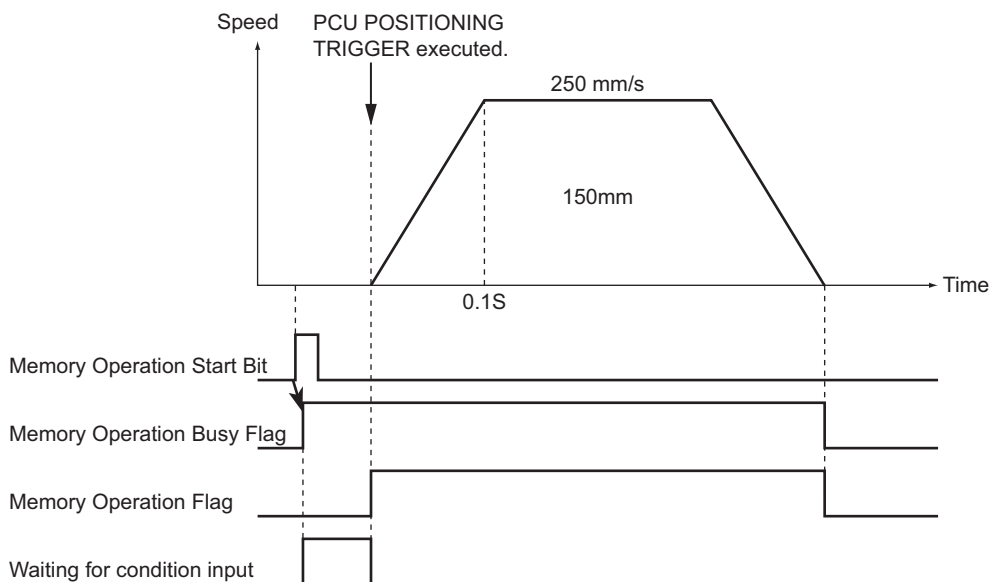 Speed
PCU POSITIONING
TRIGGER executed.
250 mm/s
150mm
Time
0.1S
Memory Operation Start Bit
Memory Operation Busy Flag
Memory Operation Flag
Waiting for condition input